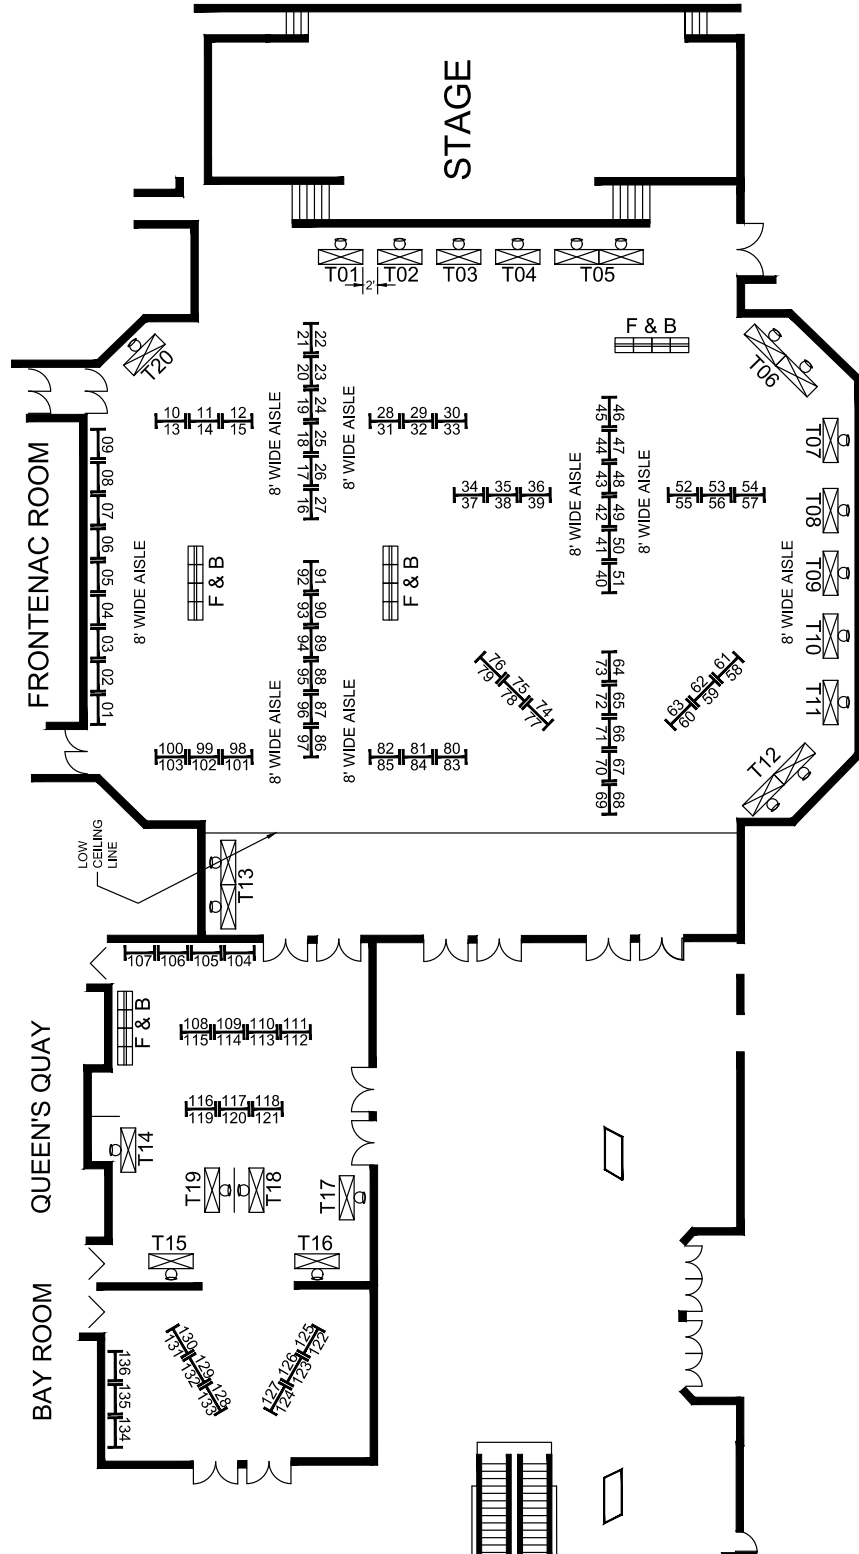 STAGE
T01
T02
T03
T04
T05
2'
F & B
T20
T06
22
21
23
20
24
19
25
18
26
17
27
16
10 11 12
13 14 15
8' WIDE AISLE
8' WIDE AISLE
28 29 30
31 32 33
46
45
47
44
48
43
49
42
50
41
51
40
34 35 36
37 38 39
8' WIDE AISLE
8' WIDE AISLE
52 53 54
55 56 57
T07
T08
T09
T10
T11
8' WIDE AISLE
FRONTENAC ROOM
09
08
07
06
05
04
03
02
01
8' WIDE AISLE
F & B
F & B
91
92
90
93
89
94
88
95
87
96
86
97
8' WIDE AISLE
8' WIDE AISLE
76 75 74
79 78 77
64
73
65
72
66
71
67
70
68
69
63 62 61
60 59 58
100 99 98
103 102 101
82 81 80
85 84 83
T12
LOW
CEILING
LINE
T13
107 106 105 104
QUEEN'S QUAY
F & B
108 109 110 111
115 114 113 112
116 117 118
119 120 121
T14
T19
T18
T17
T15
T16
BAY ROOM
130 129 128
131 132 133
127 126 125
124 123 122
136
135
134